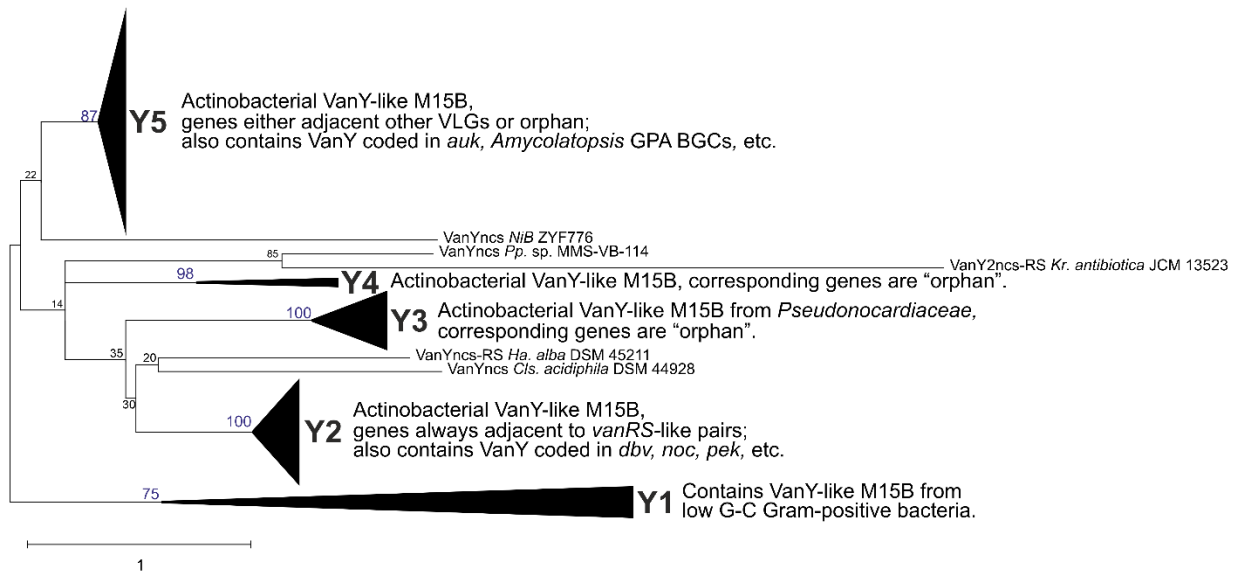 87
Y5
Actinobacterial VanY-like M15B,
genes either adjacent other VLGs or orphan;
also contains VanY coded in auk, Amycolatopsis GPA BGCs, etc.
22
VanYncs NiB ZYF776
85
VanYncs Pp. sp. MMS-VB-114
VanY2ncs-RS Kr. antibiotica JCM 13523
98
Y4
Actinobacterial VanY-like M15B, corresponding genes are “orphan”.
14
100
Y3
Actinobacterial VanY-like M15B from Pseudonocardiaceae,
corresponding genes are “orphan”.
35
20
VanYncs-RS Ha. alba DSM 45211
VanYncs Cls. acidiphila DSM 44928
30
100
Y2
Actinobacterial VanY-like M15B,
genes always adjacent to vanRS-like pairs;
also contains VanY coded in dbv, noc, pek, etc.
75
Y1
Contains VanY-like M15B from
low G-C Gram-positive bacteria.
1